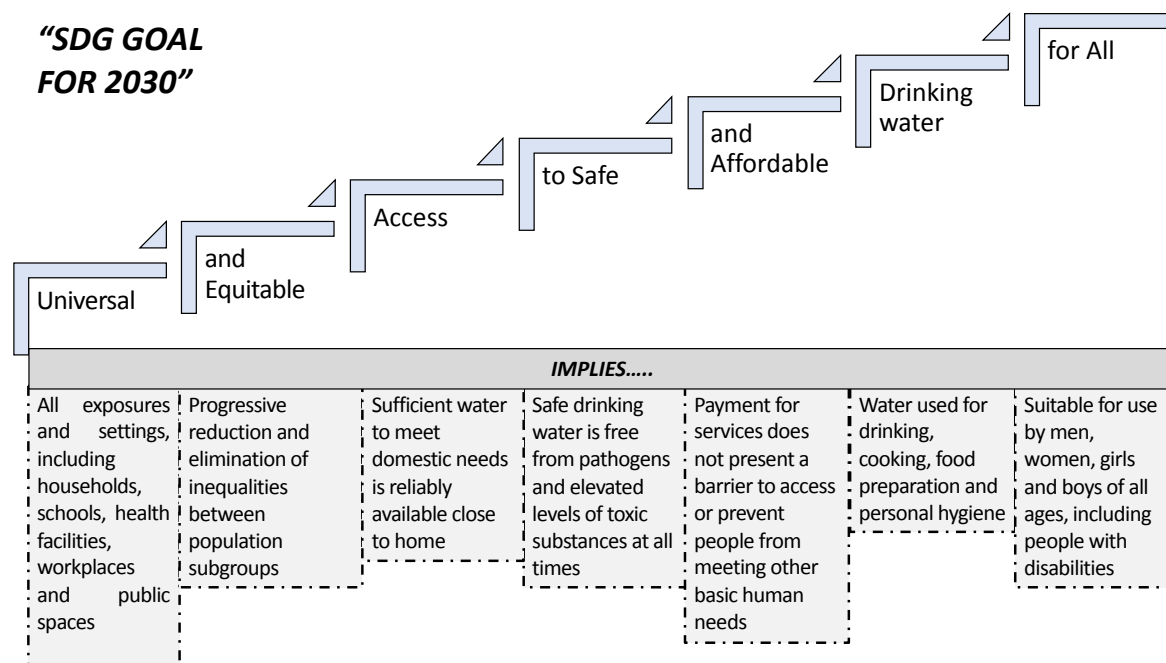 “SDG GOAL
FOR 2030”
Universal
and
Equitable
Access
to Safe
and
Affordable
Drinking
water
for All
IMPLIES.....
All exposures
and settings,
including
households,
schools, health
facilities,
workplaces
and public
spaces
Progressive
reduction and
elimination of
inequalities
between
population
subgroups
Sufficient water
to meet
domestic needs
is reliably
available close
to home
Safe drinking
water is free
from pathogens
and elevated
levels of toxic
substances at all
times
Payment for
services does
not present a
barrier to access
or prevent
people from
meeting other
basic human
needs
Water used for
drinking,
cooking, food
preparation and
personal hygiene
Suitable for use
by men,
women, girls
and boys of all
ages, including
people with
disabilities